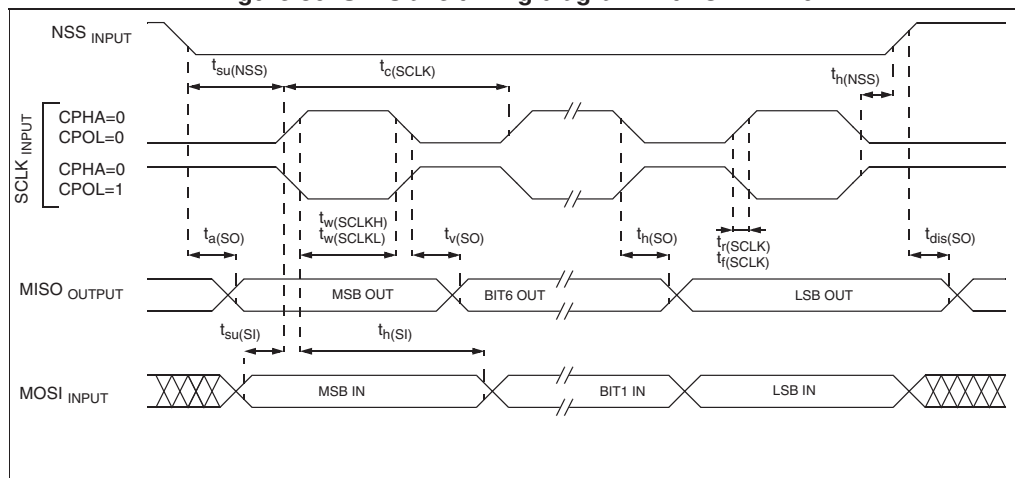 NSS INPUT
tsu(NSS)
tc(SCLK)
th(NSS)
SCLK INPUT
CPHA=0
CPOL=0
CPHA=0
CPOL=1
ta(SO)
tw(SCLKH)
tw(SCLKL)
tv(SO)
th(SO)
tr(SCLK)
tf(SCLK)
tdis(SO)
MISO OUTPUT
MSB OUT
BIT6 OUT
LSB OUT
tsu(SI)
th(SI)
MOSI INPUT
MSB IN
BIT1 IN
LSB IN